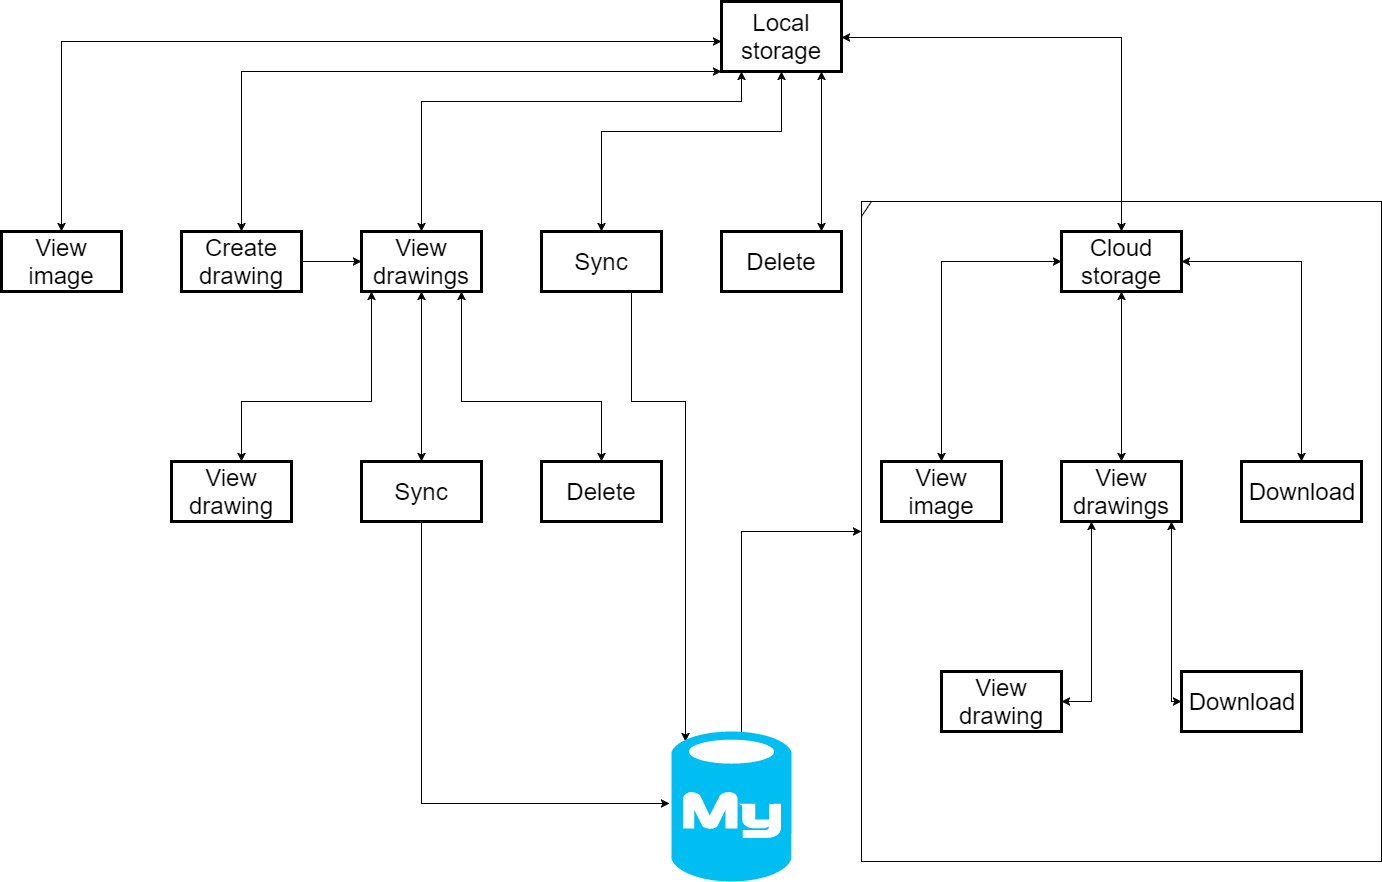 Local
storage
View
image
Create
drawing
View
drawings
Sync
Delete
Cloud
storage
View
drawing
Sync
Delete
View
image
View
drawings
Download
View
drawing
Download
My